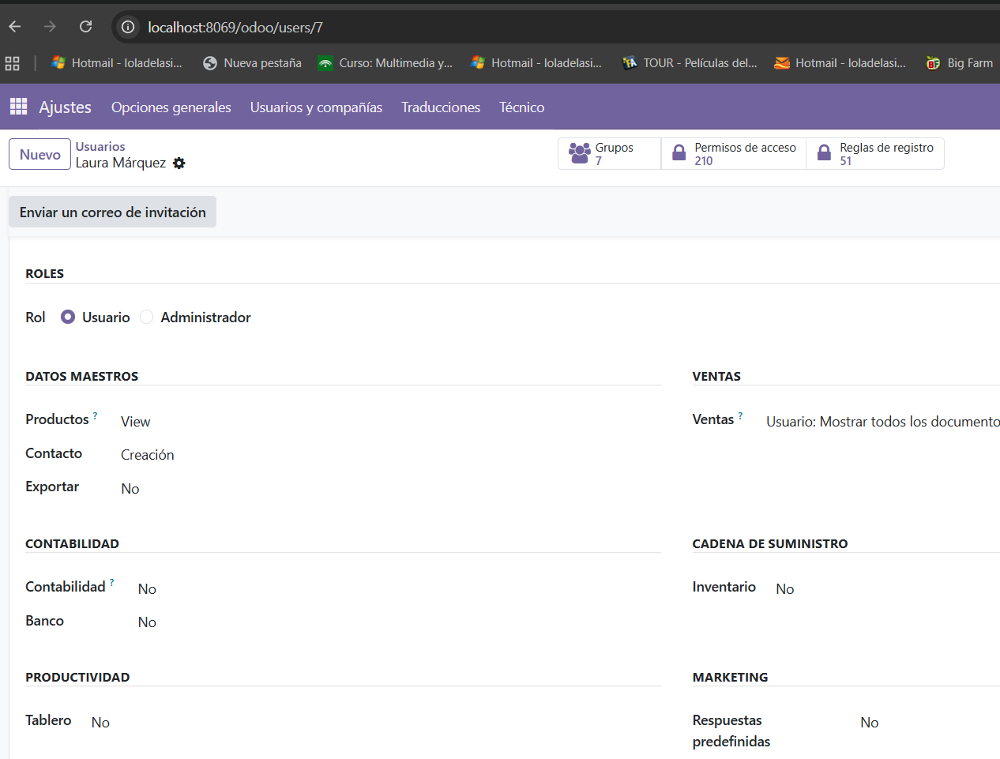 localhost:8069/odoo/users/7
Hotmail - loladelasi... Nueva pestaña Curso: Multimedia y... Hotmail - loladelasi... TOUR - Películas del... Hotmail - loladelasi... Big Farm
Ajustes Opciones generales Usuarios y compañías Traducciones Técnico
Nuevo
Usuarios
Laura Márquez
Grupos
7
Permisos de acceso
210
Reglas de registro
51
Enviar un correo de invitación
ROLES
Rol Usuario Administrador
DATOS MAESTROS
Productos ? View
Contacto Creación
Exportar No
VENTAS
Ventas ? Usuario: Mostrar todos los documento
CONTABILIDAD
Contabilidad ? No
Banco No
CADENA DE SUMINISTRO
Inventario No
PRODUCTIVIDAD
Tablero No
MARKETING
Respuestas No
predefinidas